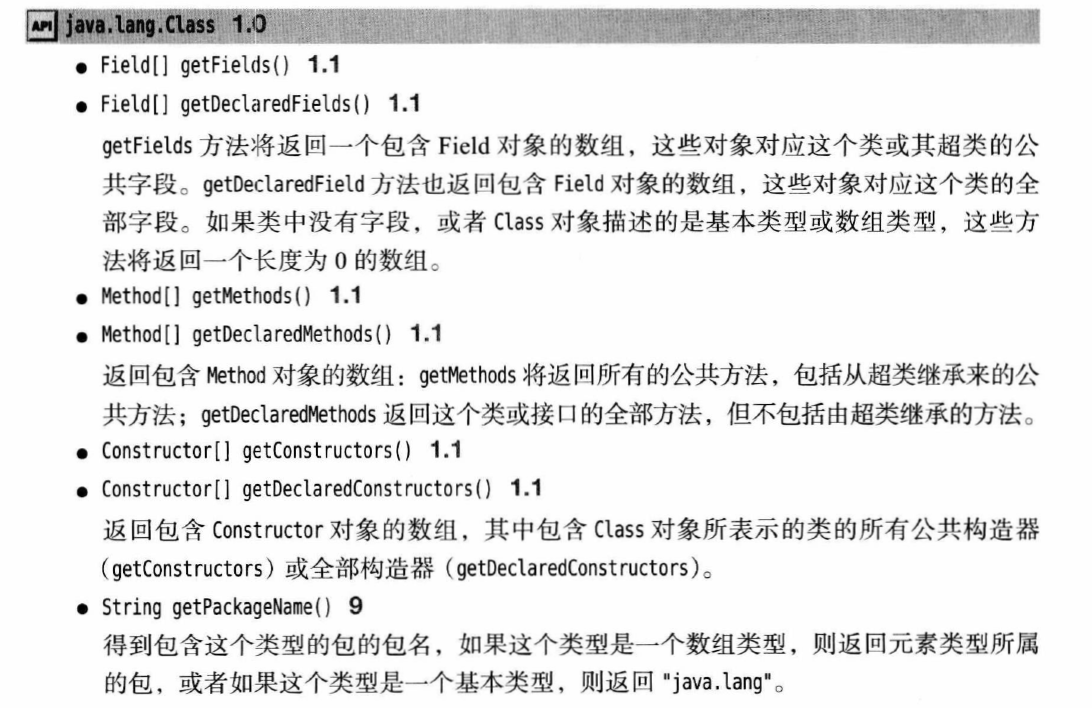 API java.lang.Class 1.0
● Field[] getFields() 1.1
● Field[] getDeclaredFields() 1.1
getFields 方法将返回一个包含 Field 对象的数组，这些对象对应这个类或其超类的公
共字段。getDeclaredField 方法也返回包含 Field 对象的数组，这些对象对应这个类的全
部字段。如果类中没有字段，或者 Class 对象描述的是基本类型或数组类型，这些方
法将返回一个长度为 0 的数组。
● Method[] getMethods() 1.1
● Method[] getDeclaredMethods() 1.1
返回包含 Method 对象的数组：getMethods 将返回所有的公共方法，包括从超类继承来的公
共方法；getDeclaredMethods 返回这个类或接口的全部方法，但不包括由超类继承的方法。
● Constructor[] getConstructors() 1.1
● Constructor[] getDeclaredConstructors() 1.1
返回包含 Constructor 对象的数组，其中包含 Class 对象所表示的类的所有公共构造器
（getConstructors）或全部构造器（getDeclaredConstructors）。
● String getPackageName() 9
得到包含这个类型的包的包名，如果这个类型是一个数组类型，则返回元素类型所属
的包，或者如果这个类型是一个基本类型，则返回 "java.lang"。